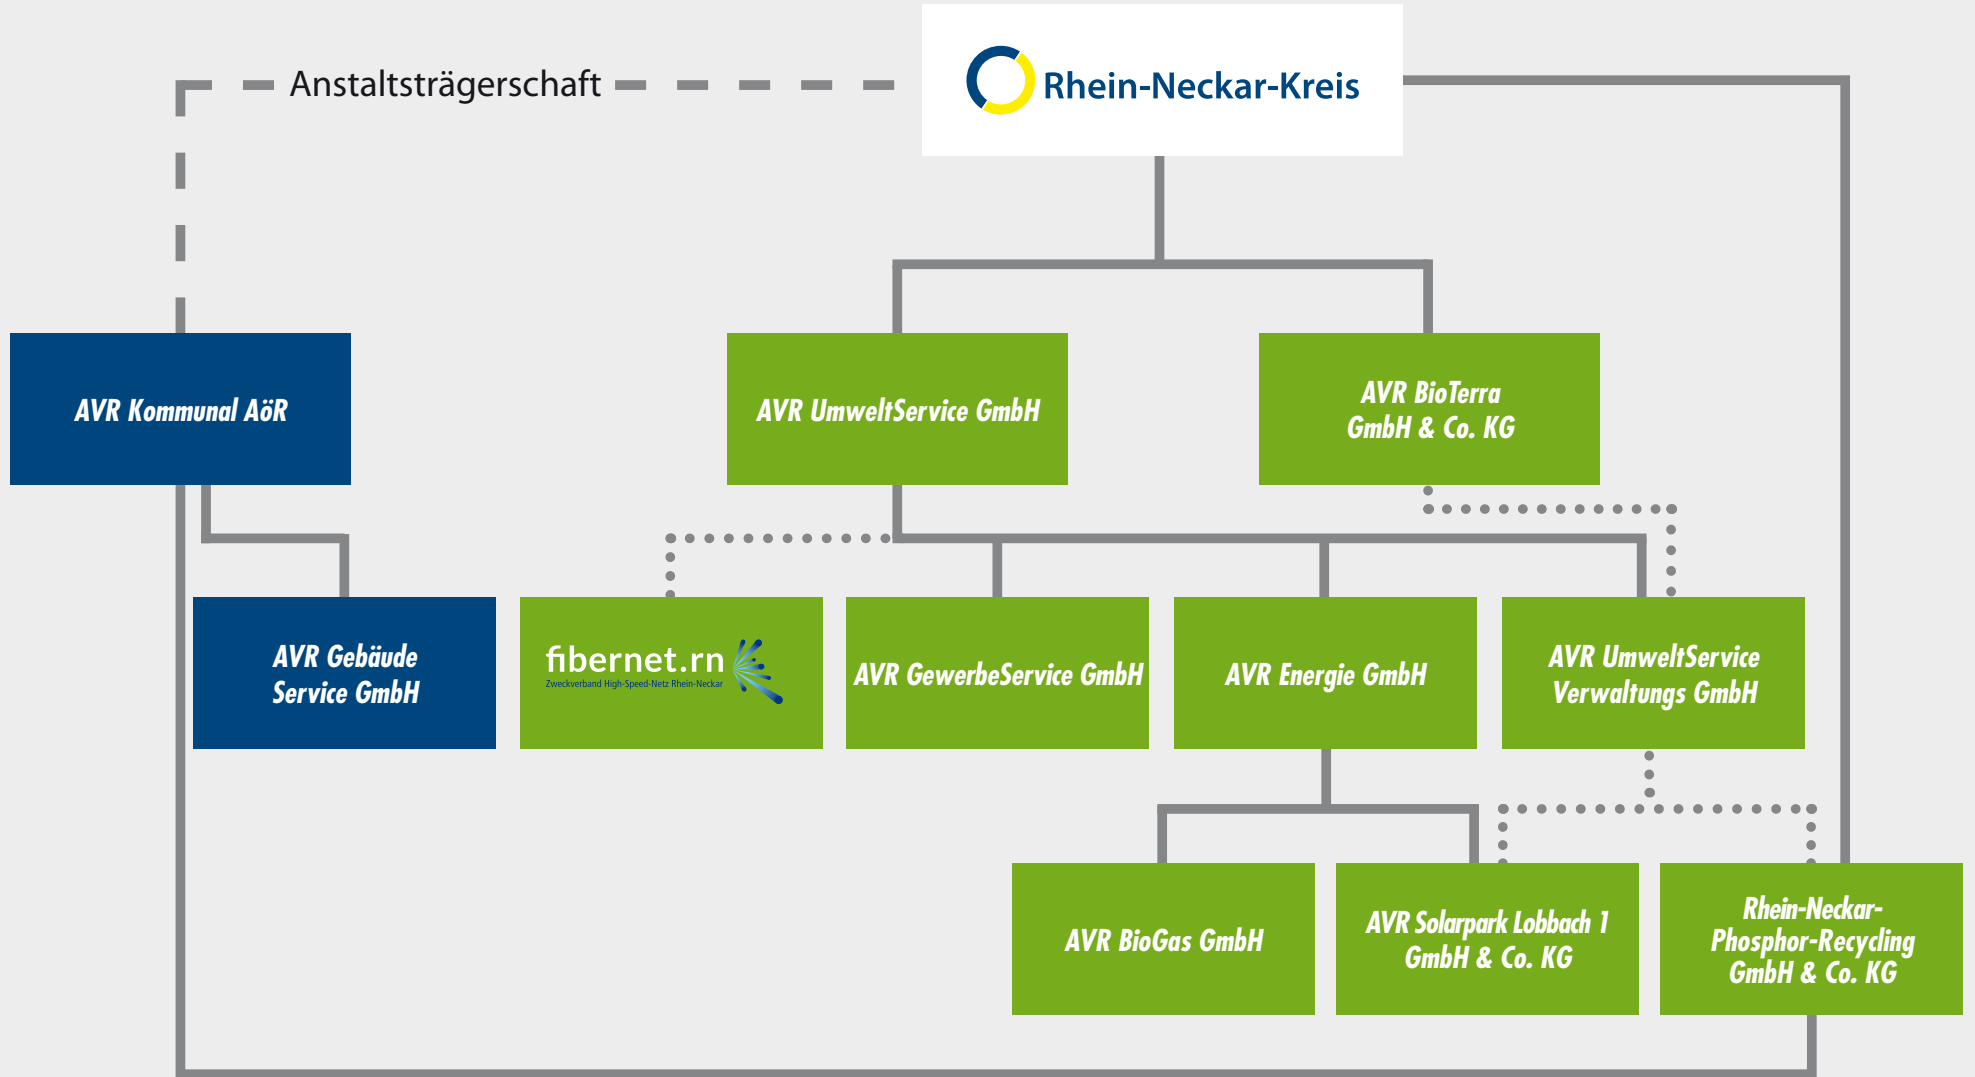 Anstaltsträgerschaft
Rhein-Neckar-Kreis
AVR Kommunal AöR
AVR UmweltService GmbH
AVR BioTerra
GmbH & Co. KG
AVR Gebäude
Service GmbH
fibernet.rn
Zweckverband High-Speed-Netz Rhein-Neckar
AVR GewerbeService GmbH
AVR Energie GmbH
AVR UmweltService
Verwaltungs GmbH
AVR BioGas GmbH
AVR Solarpark Lobbach 1
GmbH & Co. KG
Rhein-Neckar-
Phosphor-Recycling
GmbH & Co. KG